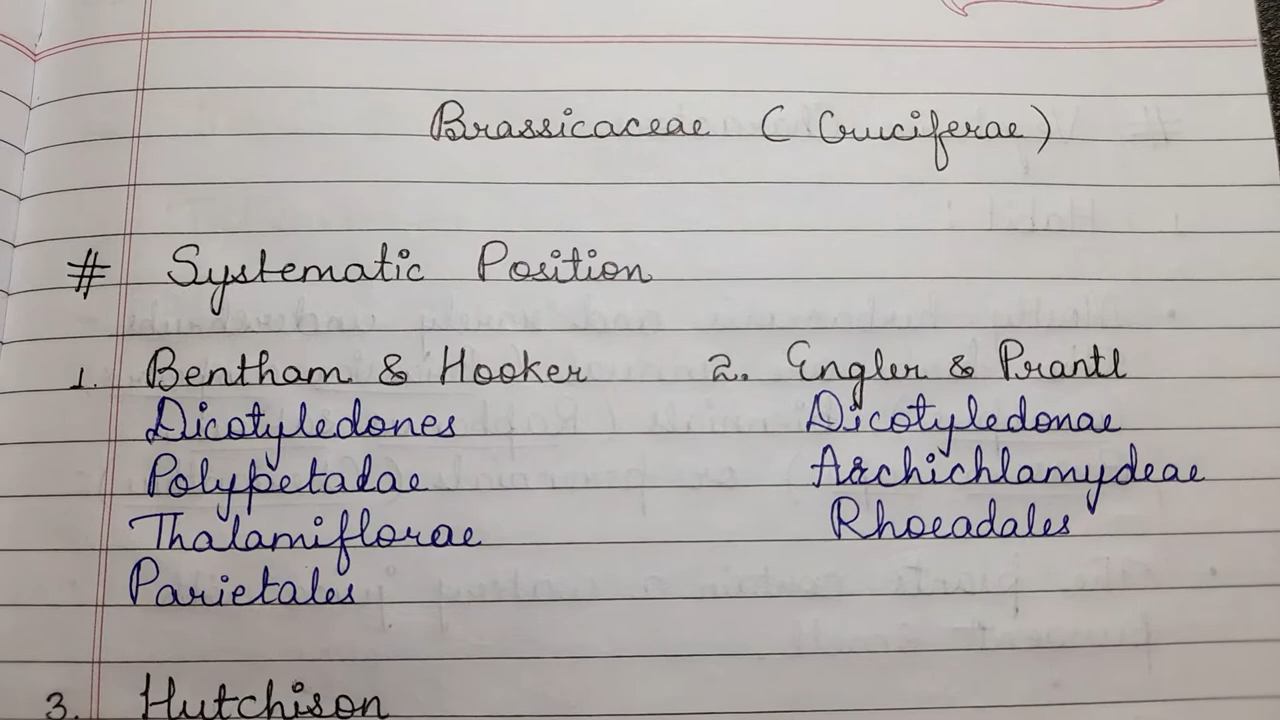 Brassicaceae ( Cruciferae )
# Systematic Position
1. Bentham & Hooker
Dicotyledones
Polypetalae
Thalamiflorae
Parietales
2. Engler & Prantl
Dicotyledonae
Archichlamydeae
Rhoeadales
3. Hutchison